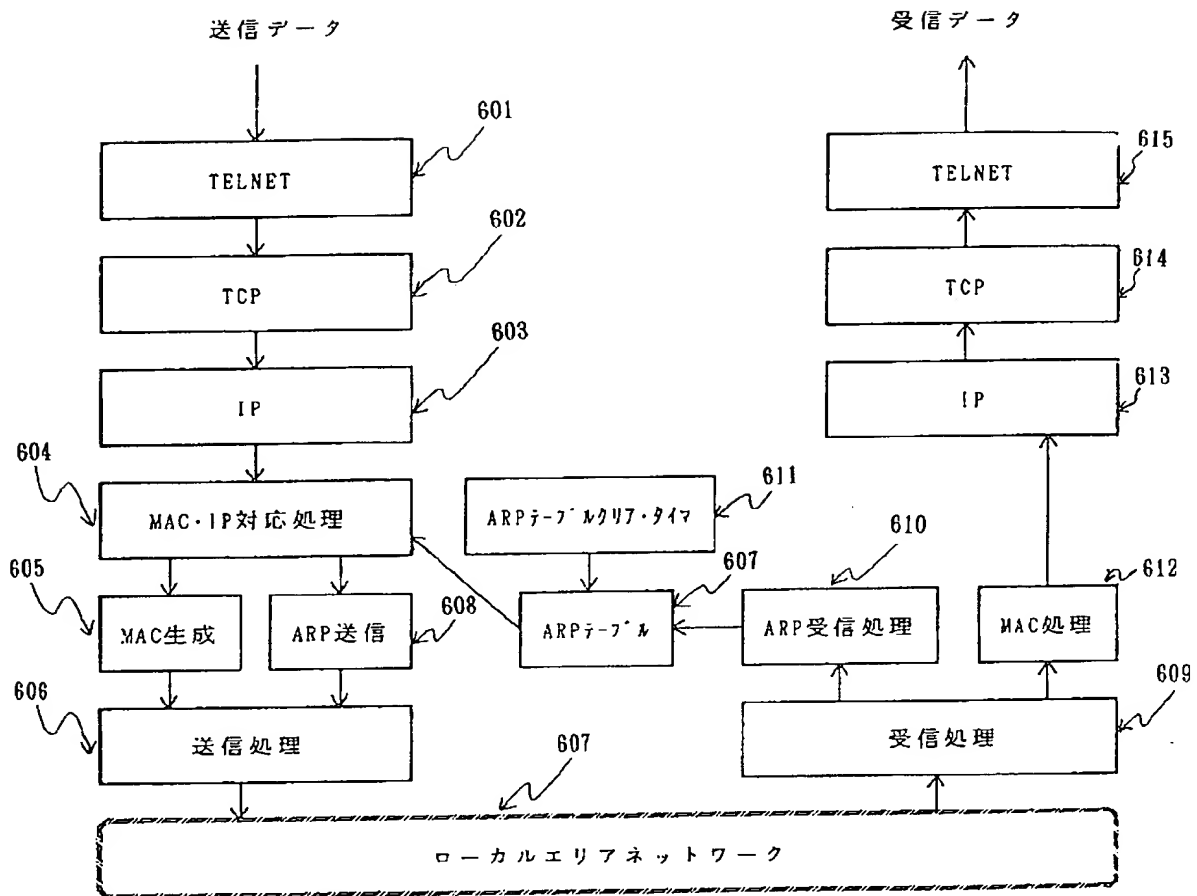 送信データ
受信データ
601
TELNET
615
TELNET
602
TCP
614
TCP
603
IP
613
IP
604
MAC・IP対応処理
611
ARPテーブルクリア・タイマ
610
605
MAC生成
608
ARP送信
607
ARPテーブル
ARP受信処理
612
MAC処理
609
606
送信処理
受信処理
607
ローカルエリアネットワーク